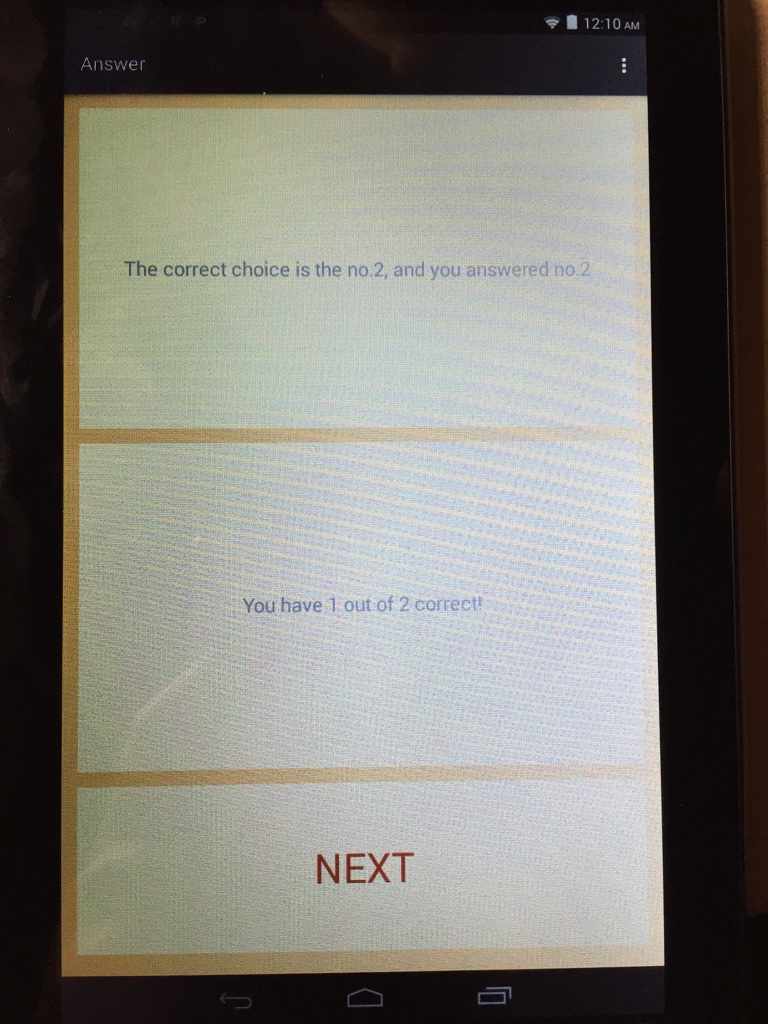 12:10 AM
Answer
The correct choice is the no.2, and you answered no.2
You have 1 out of 2 correct!
NEXT